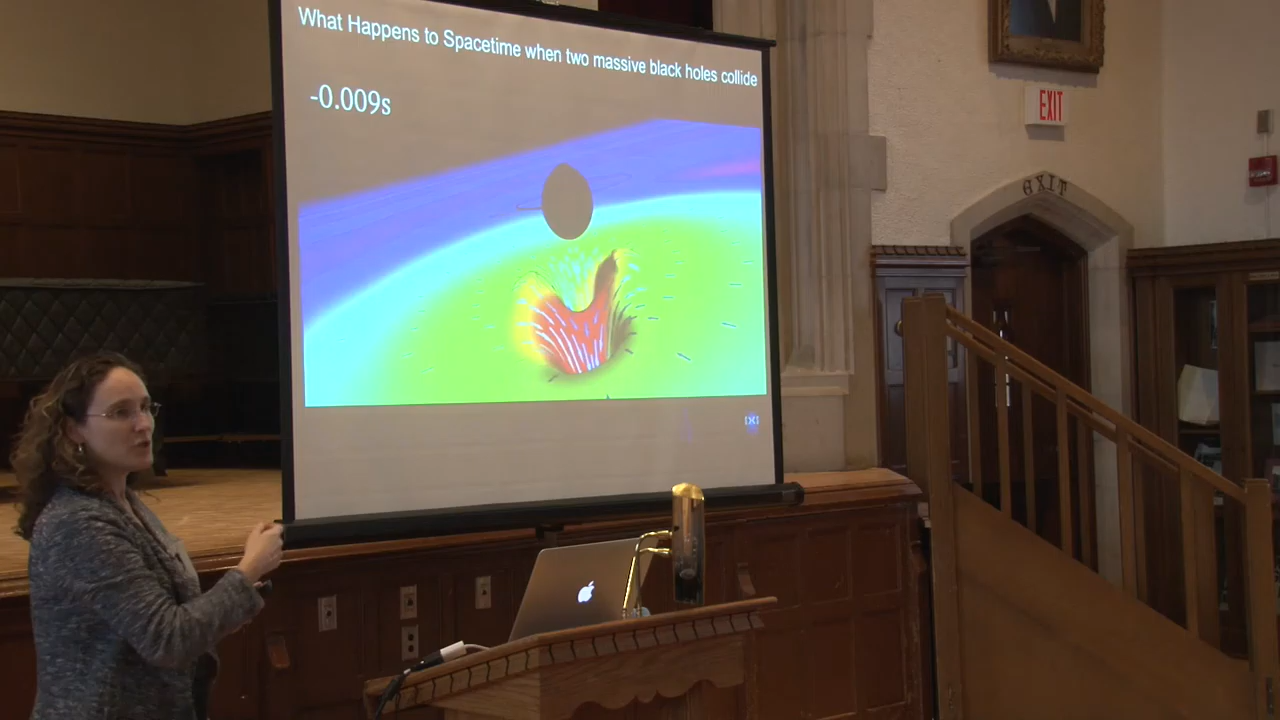 What Happens to Spacetime when two massive black holes collide
-0.009s
EXIT
EXIT